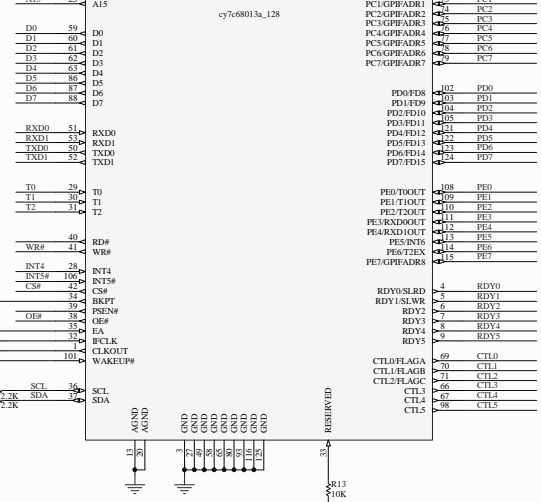 A15
cy7c68013a_128
PC1/GPIFADR1
PC2/GPIFADR2 74 PC2
PC3/GPIFADR3 75 PC3
PC4/GPIFADR4 76 PC4
PC5/GPIFADR5 77 PC5
PC6/GPIFADR6 78 PC6
PC7/GPIFADR7 79 PC7
D0 59 D0
D1 60 D1
D2 61 D2
D3 62 D3
D4 63 D4
D5 86 D5
D6 87 D6
D7 88 D7
PD0/FD8 102 PD0
PD1/FD9 103 PD1
PD2/FD10 104 PD2
PD3/FD11 105 PD3
PD4/FD12 121 PD4
PD5/FD13 122 PD5
PD6/FD14 123 PD6
PD7/FD15 124 PD7
RXD0 51 RXD0
RXD1 53 RXD1
TXD0 50 TXD0
TXD1 52 TXD1
T0 29 T0
T1 30 T1
T2 31 T2
PE0/T0OUT 108 PE0
PE1/T1OUT 109 PE1
PE2/T2OUT 110 PE2
PE3/RXD0OUT 111 PE3
PE4/RXD1OUT 112 PE4
PE5/INT6 113 PE5
PE6/T2EX 114 PE6
PE7/GPIFADR8 115 PE7
40 RD#
WR# 41 WR#
INT4 28 INT4
INT5# 106 INT5#
CS# 42 CS#
34 BKPT
39 PSEN#
OE# 38 OE#
35 EA
32 IFCLK
1 CLKOUT
101 WAKEUP#
RDY0/SLRD 4 RDY0
RDY1/SLWR 5 RDY1
RDY2 6 RDY2
RDY3 7 RDY3
RDY4 8 RDY4
RDY5 9 RDY5
CTL0/FLAGA 69 CTL0
CTL1/FLAGB 70 CTL1
CTL2/FLAGC 71 CTL2
CTL3 66 CTL3
CTL4 67 CTL4
CTL5 98 CTL5
SCL 36 SCL
2.2K SDA 37 SDA
2.2K
AGND AGND GND GND GND GND GND GND GND GND GND RESERVED
13 20 3 27 49 58 65 80 93 116 125 33
R13
10K